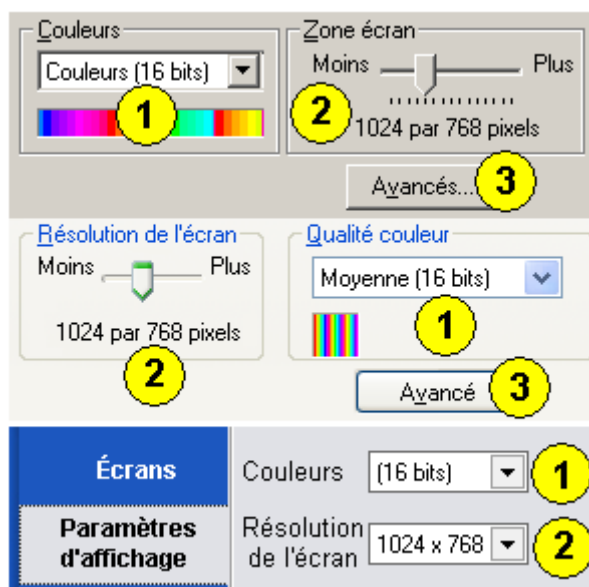 Couleurs
Zone écran
Couleurs (16 bits)
Moins
Plus
1
2
1024 par 768 pixels
Avancés...
3
Résolution de l'écran
Qualité couleur
Moins
Plus
Moyenne (16 bits)
1024 par 768 pixels
1
2
Avancé
3
Écrans
Couleurs
(16 bits)
1
Paramètres
d'affichage
Résolution
de l'écran
1024 x 768
2